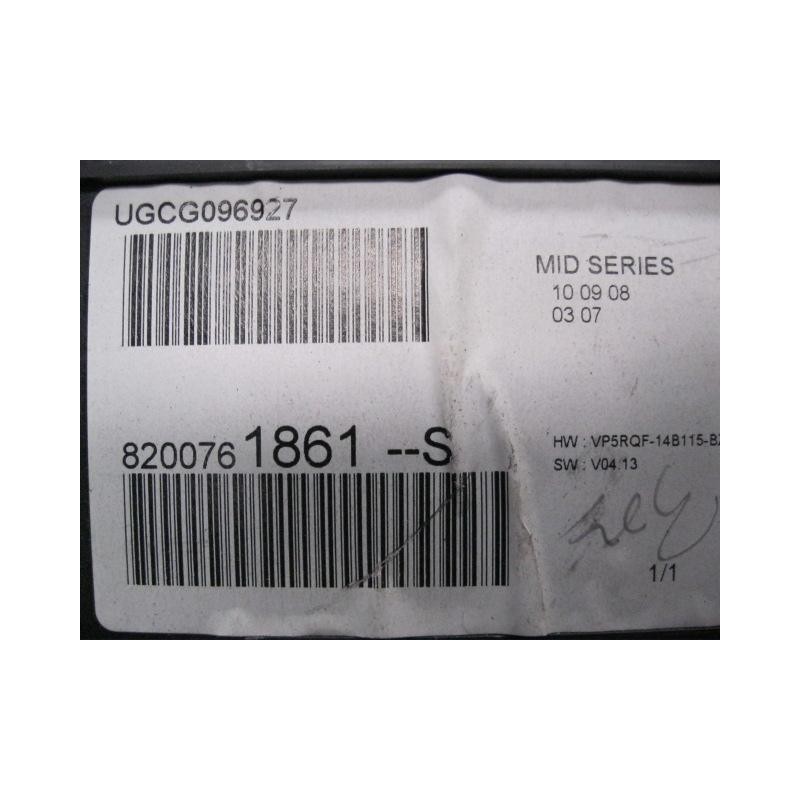 UGCG096927
MID SERIES
10 09 08
03 07
8200761861 --S
HW : VP5RQF-14B115-B
SW : V04.13
1/1